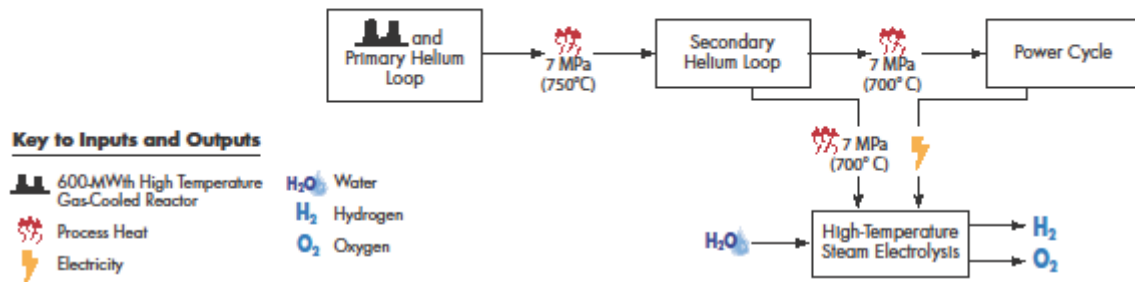 and
Primary Helium
Loop
7 MPa
(750°C)
Secondary
Helium Loop
7 MPa
(700°C)
Power Cycle
7 MPa
(700° C)
Key to Inputs and Outputs
600-MWth High Temperature
Gas-Cooled Reactor
Process Heat
Electricity
H2O Water
H2 Hydrogen
O2 Oxygen
H2O
High-Temperature
Steam Electrolysis
H2
O2